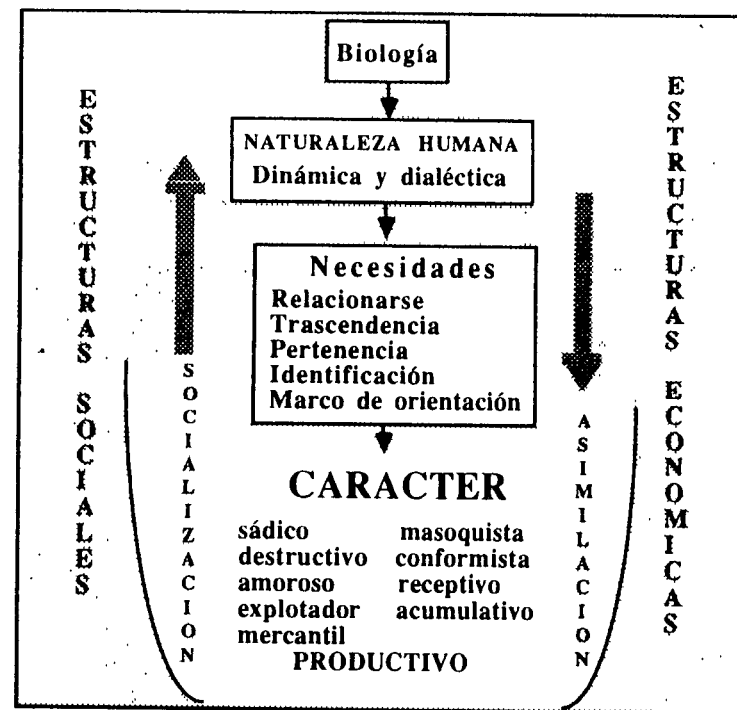 Biología
NATURALEZA HUMANA
Dinámica y dialéctica
Necesidades
Relacionarse
Trascendencia
Pertenencia
Identificación
Marco de orientación
CARACTER
sádico masoquista
destructivo conformista
amoroso receptivo
explotador acumulativo
mercantil
PRODUCTIVO
ESTRUCTURAS SOCIALES
SOCIALIZACION
ASIMILACION
ESTRUCTURAS ECONOMICAS